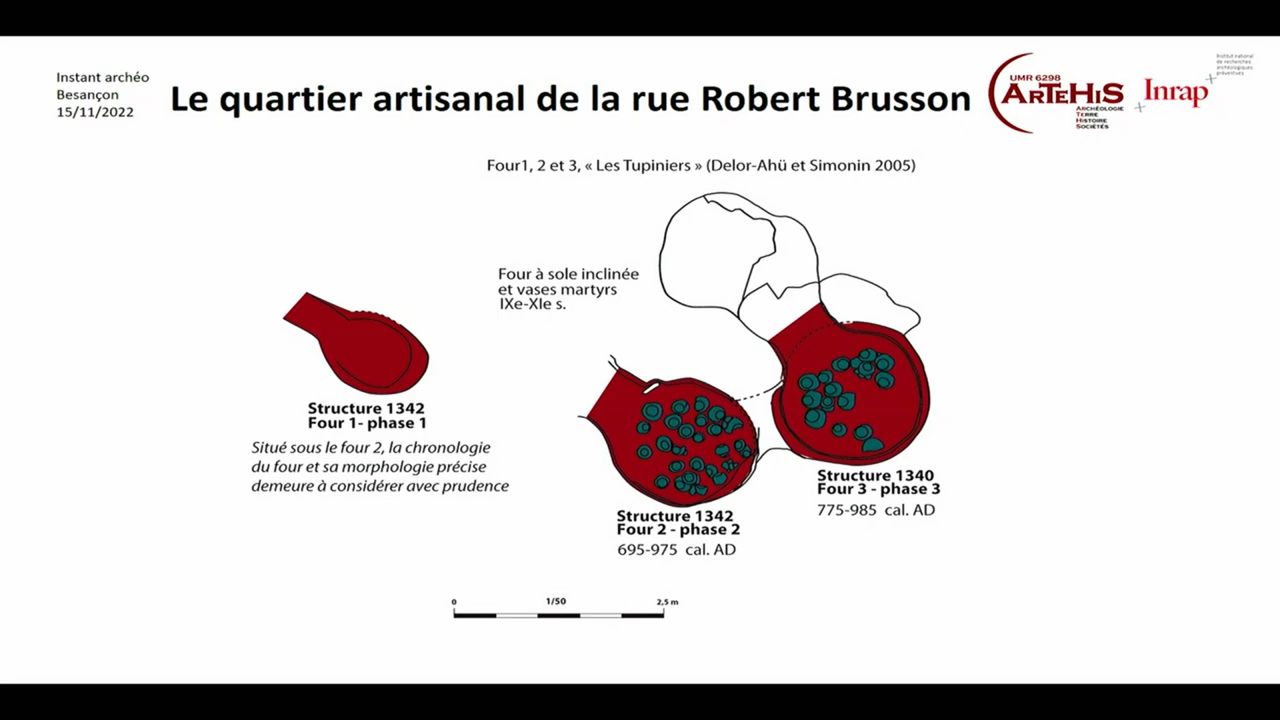 Instant archéo
Besançon
15/11/2022
Le quartier artisanal de la rue Robert Brusson
UMR 6298
ARTEHIS
ARCHÉOLOGIE
TERRE
HISTOIRE
SOCIÉTÉS
Inrap
Institut national
de recherches
archéologiques
préventives
Four1, 2 et 3, « Les Tupiniers » (Delor-Ahü et Simonin 2005)
Four à sole inclinée
et vases martyrs
IXe-XIe s.
Structure 1342
Four 1- phase 1
Situé sous le four 2, la chronologie
du four et sa morphologie précise
demeure à considérer avec prudence
Structure 1340
Four 3 - phase 3
775-985 cal. AD
Structure 1342
Four 2 - phase 2
695-975 cal. AD
0 1/50 2,5 m